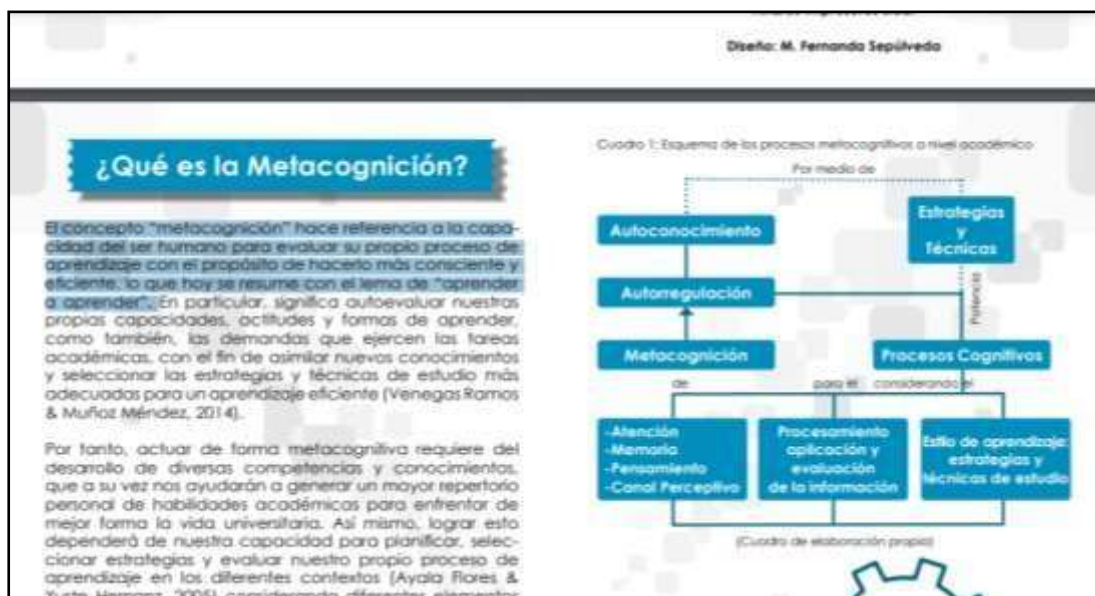 Diseño: M. Fernanda Sepúlveda
¿Qué es la Metacognición?
El concepto "metacognición" hace referencia a la capa-
cidad del ser humano para evaluar su propio proceso de
aprendizaje con el propósito de hacerlo más consciente y
eficiente, lo que hoy se resume con el lema de "aprender
a aprender". En particular, significa autoevaluar nuestras
propias capacidades, actitudes y formas de aprender,
como también, las demandas que ejercen las tareas
académicas, con el fin de asimilar nuevos conocimientos
y seleccionar las estrategias y técnicas de estudio más
adecuadas para un aprendizaje eficiente (Venegas Ramos
& Muñoz Méndez, 2014).
Por tanto, actuar de forma metacognitiva requiere del
desarrollo de diversas competencias y conocimientos,
que a su vez nos ayudarán a generar un mayor repertorio
personal de habilidades académicas para enfrentar de
mejor forma la vida universitaria. Así mismo, lograr esto
dependerá de nuestra capacidad para planificar, selec-
cionar estrategias y evaluar nuestro propio proceso de
aprendizaje en los diferentes contextos (Ayala Flores &
2005) considerando diferentes elementos
Cuadro 1: Esquema de los procesos metacognitivos a nivel académico
Por medio de
Autoconocimiento
Estrategias
y
Técnicas
Autorregulación
Potencia
Metacognición
Procesos Cognitivos
de
para el
considerando el
-Atención
-Memoria
-Pensamiento
-Canal Perceptivo
Procesamiento
aplicación y
evaluación
de la información
Estilo de aprendizaje:
estrategias y
técnicas de estudio
(Cuadro de elaboración propia)